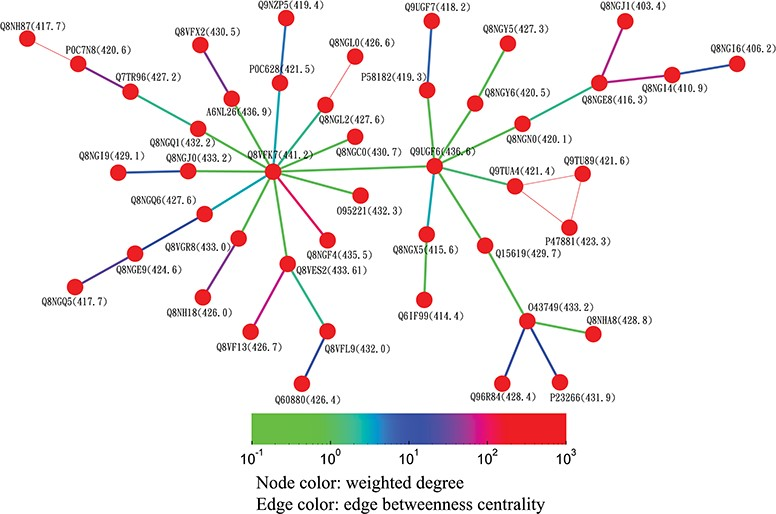 Q9NZP5(419.4)
Q9UGF7(418.2)
Q8NGJ1(403.4)
Q8NH87(417.7)
Q8VFX2(430.5)
Q8NGY5(427.3)
P0C7N8(420.6)
Q8NGL0(426.6)
Q8NGI6(406.2)
Q7TR96(427.2)
P0C628(421.5)
P58182(419.3)
Q8NGE8(416.3)
Q8NGI4(410.9)
A6NL26(436.9)
Q8NGL2(427.6)
Q8NGY6(420.5)
Q8NGQ1(432.2)
Q8NGC0(430.7)
Q8NGN0(420.1)
Q8NGI9(429.1)
Q8NGJ0(433.2)
Q8VFK7(441.2)
Q9UGF6(436.6)
Q9TUA4(421.4)
Q9TU89(421.6)
Q8NGQ6(427.6)
O95221(432.3)
P47881(423.3)
Q8VGR8(433.0)
Q8NGF4(435.5)
Q8NGX5(415.6)
Q15619(429.7)
Q8NGE9(424.6)
Q8VES2(433.61)
Q8NGQ5(417.7)
Q8NH18(426.0)
Q6IF99(414.4)
O43749(433.2)
Q8NHA8(428.8)
Q8VF13(426.7)
Q8VFL9(432.0)
Q60880(426.4)
Q96R84(428.4)
P23266(431.9)
10-1 100 101 102 103
Node color: weighted degree
Edge color: edge betweenness centrality